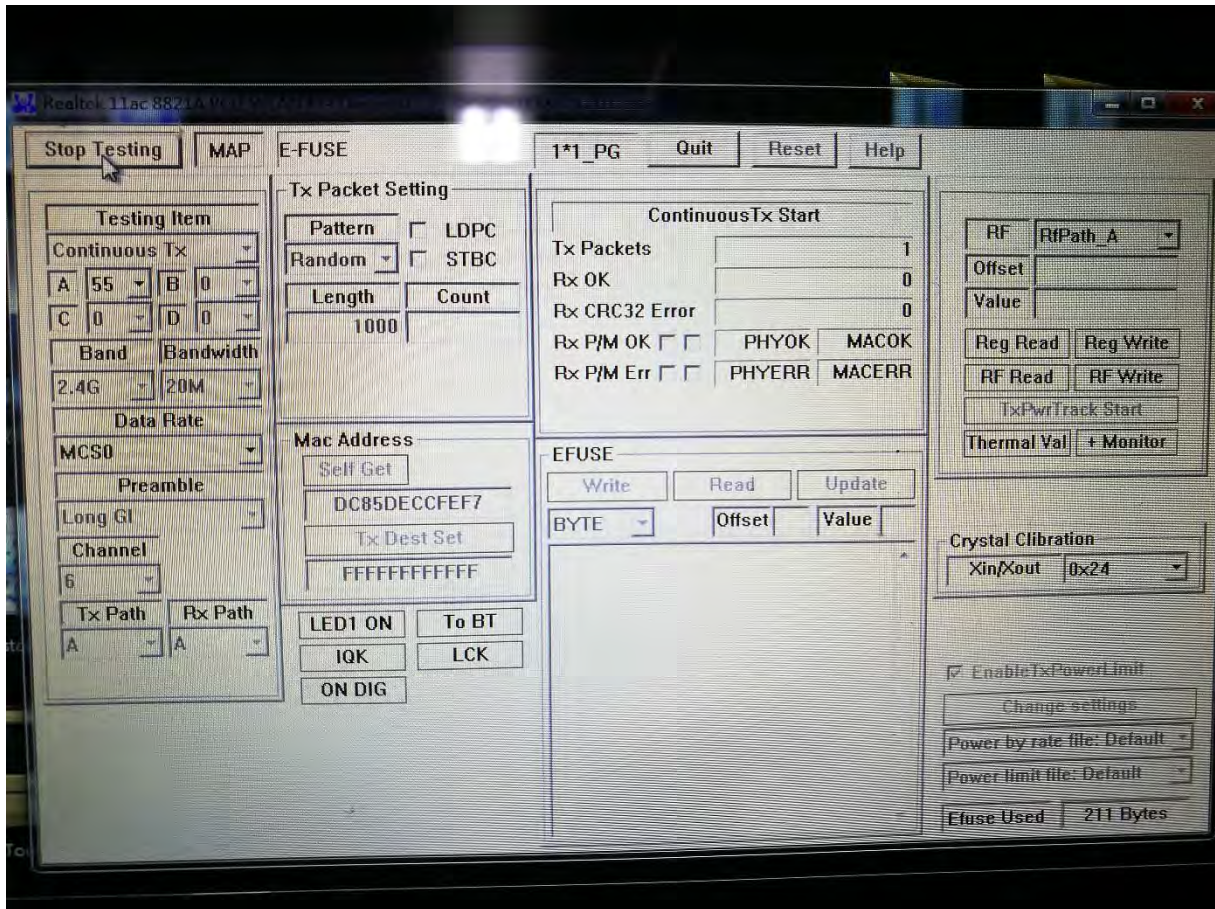 Realtek 11ac 8821A
Stop Testing MAP E-FUSE 1*1_PG Quit Reset Help
Testing Item
Continuous Tx
A 55 B 0
C 0 D 0
Band Bandwidth
2.4G 20M
Data Rate
MCS0
Preamble
Long GI
Channel
6
Tx Path Rx Path
A A
Tx Packet Setting
Pattern LDPC
Random STBC
Length Count
1000
Mac Address
Self Get
DC85DECCFEF7
Tx Dest Set
FFFFFFFFFFFF
LED1 ON To BT
IQK LCK
ON DIG
ContinuousTx Start
Tx Packets 1
Rx OK 0
Rx CRC32 Error 0
Rx P/M OK PHYOK MACOK
Rx P/M Err PHYERR MACERR
EFUSE
Write Read Update
BYTE Offset Value
RF RfPath_A
Offset
Value
Reg Read Reg Write
RF Read RF Write
TxPwrTrack Start
Thermal Val + Monitor
Crystal Clibration
Xin/Xout 0x24
EnableTxPowerLimit
Change settings
Power by rate file: Default
Power limit file: Default
Efuse Used 211 Bytes